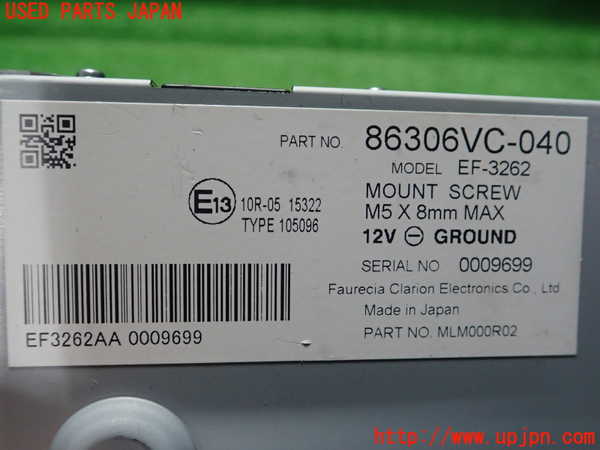 USED PARTS JAPAN
PART NO. 86306VC-040
MODEL EF-3262
E13 10R-05 15322
TYPE 105096
MOUNT SCREW
M5 X 8mm MAX
12V ⊖ GROUND
SERIAL NO 0009699
Faurecia Clarion Electronics Co., Ltd
Made in Japan
PART NO. MLM000R02
EF3262AA 0009699
http://www.upjpn.com/